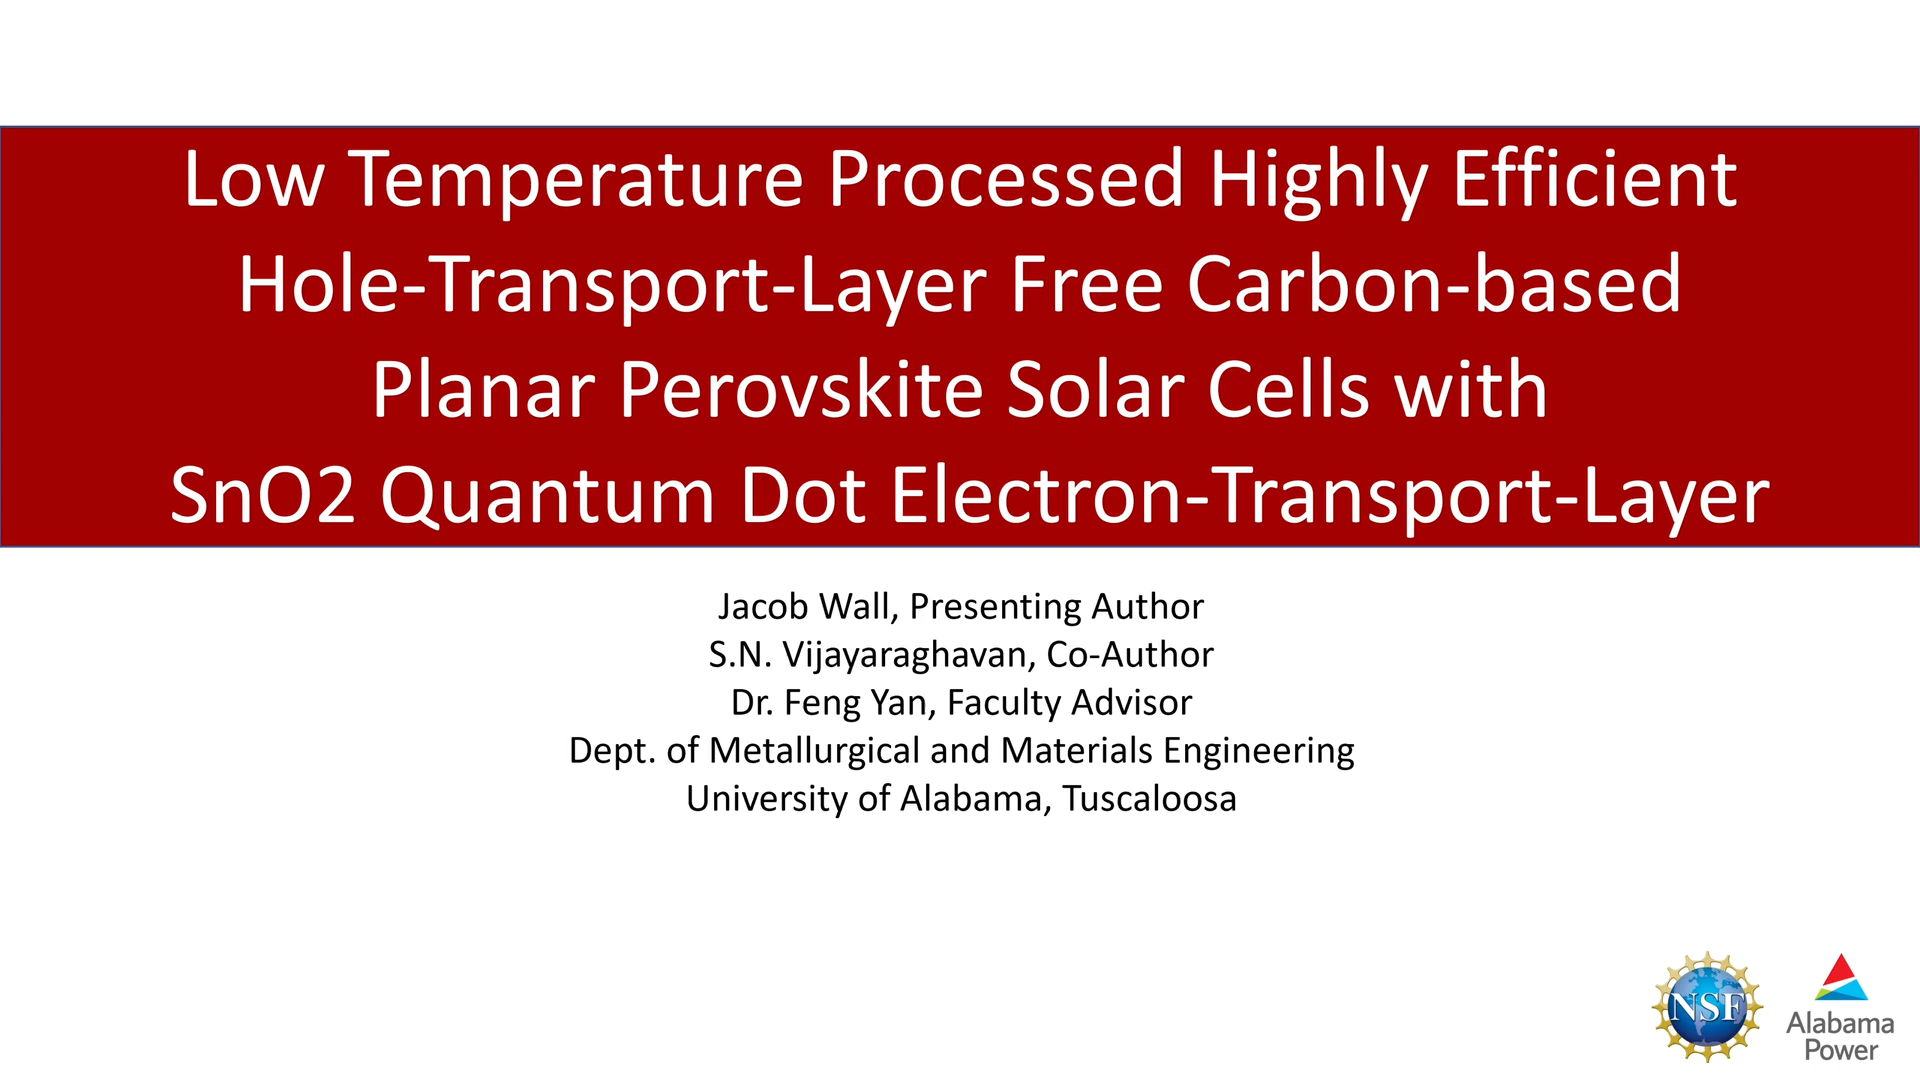 Low Temperature Processed Highly Efficient
Hole-Transport-Layer Free Carbon-based
Planar Perovskite Solar Cells with
SnO2 Quantum Dot Electron-Transport-Layer
Jacob Wall, Presenting Author
S.N. Vijayaraghavan, Co-Author
Dr. Feng Yan, Faculty Advisor
Dept. of Metallurgical and Materials Engineering
University of Alabama, Tuscaloosa
NSF
Alabama
Power